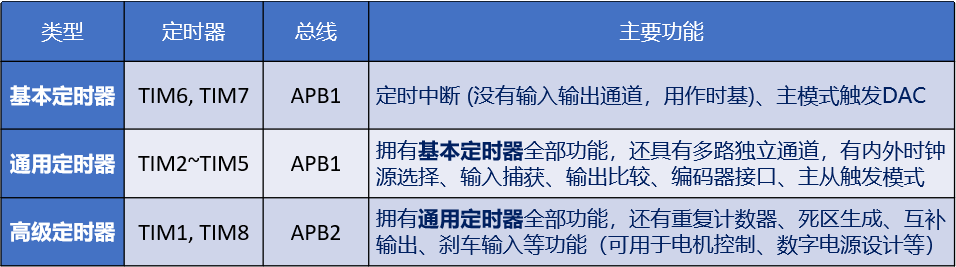 类型 定时器 总线 主要功能
基本定时器 TIM6, TIM7 APB1 定时中断 (没有输入输出通道，用作时基)、主模式触发DAC
通用定时器 TIM2~TIM5 APB1 拥有基本定时器全部功能，还具有多路独立通道，有内外时钟
源选择、输入捕获、输出比较、编码器接口、主从触发模式
高级定时器 TIM1, TIM8 APB2 拥有通用定时器全部功能，还有重复计数器、死区生成、互补
输出、刹车输入等功能（可用于电机控制、数字电源设计等）